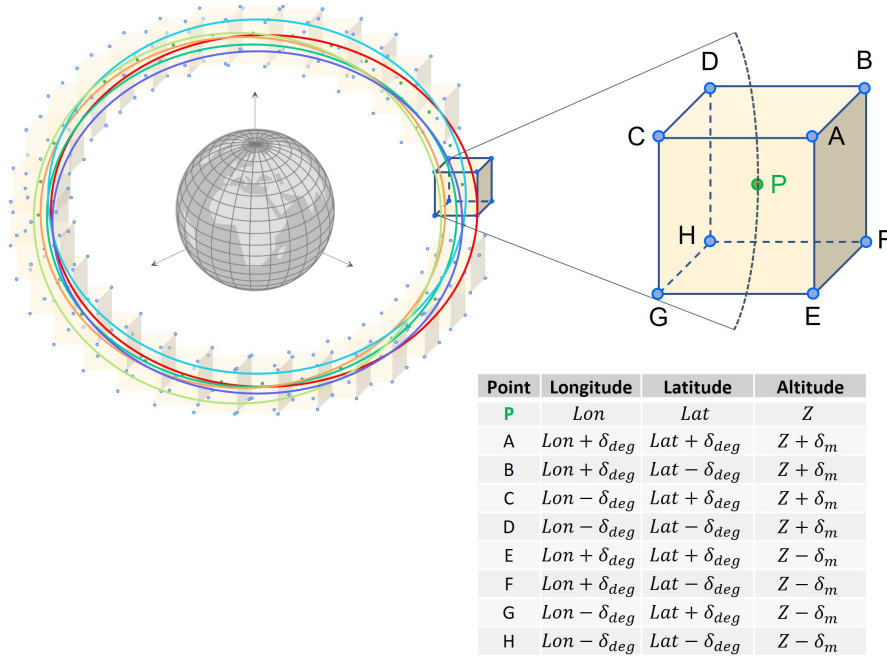 D
B
C
A
P
H
F
G
E
Point Longitude Latitude Altitude
P Lon Lat Z
A Lon + δdeg Lat + δdeg Z + δm
B Lon + δdeg Lat − δdeg Z + δm
C Lon − δdeg Lat + δdeg Z + δm
D Lon − δdeg Lat − δdeg Z + δm
E Lon + δdeg Lat + δdeg Z − δm
F Lon + δdeg Lat − δdeg Z − δm
G Lon − δdeg Lat + δdeg Z − δm
H Lon − δdeg Lat − δdeg Z − δm